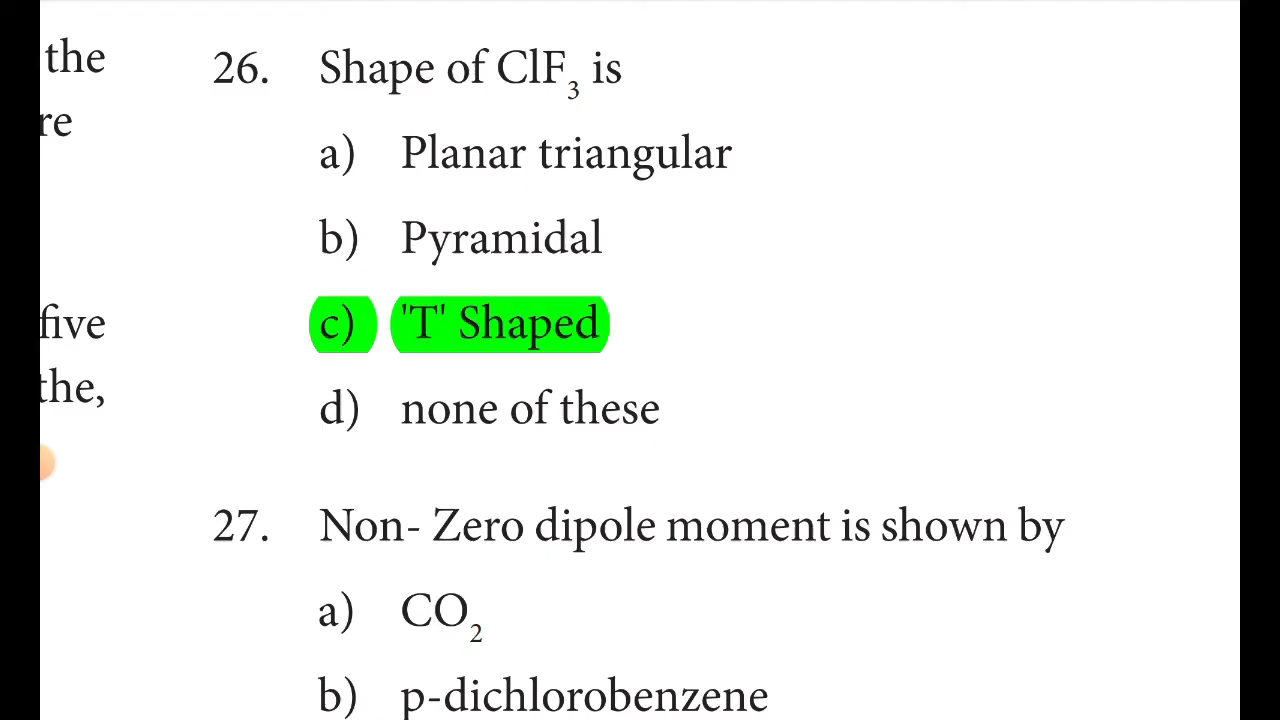 the
re
five
the,
26. Shape of ClF₃ is
a) Planar triangular
b) Pyramidal
c) 'T' Shaped
d) none of these
27. Non- Zero dipole moment is shown by
a) CO₂
b) p-dichlorobenzene